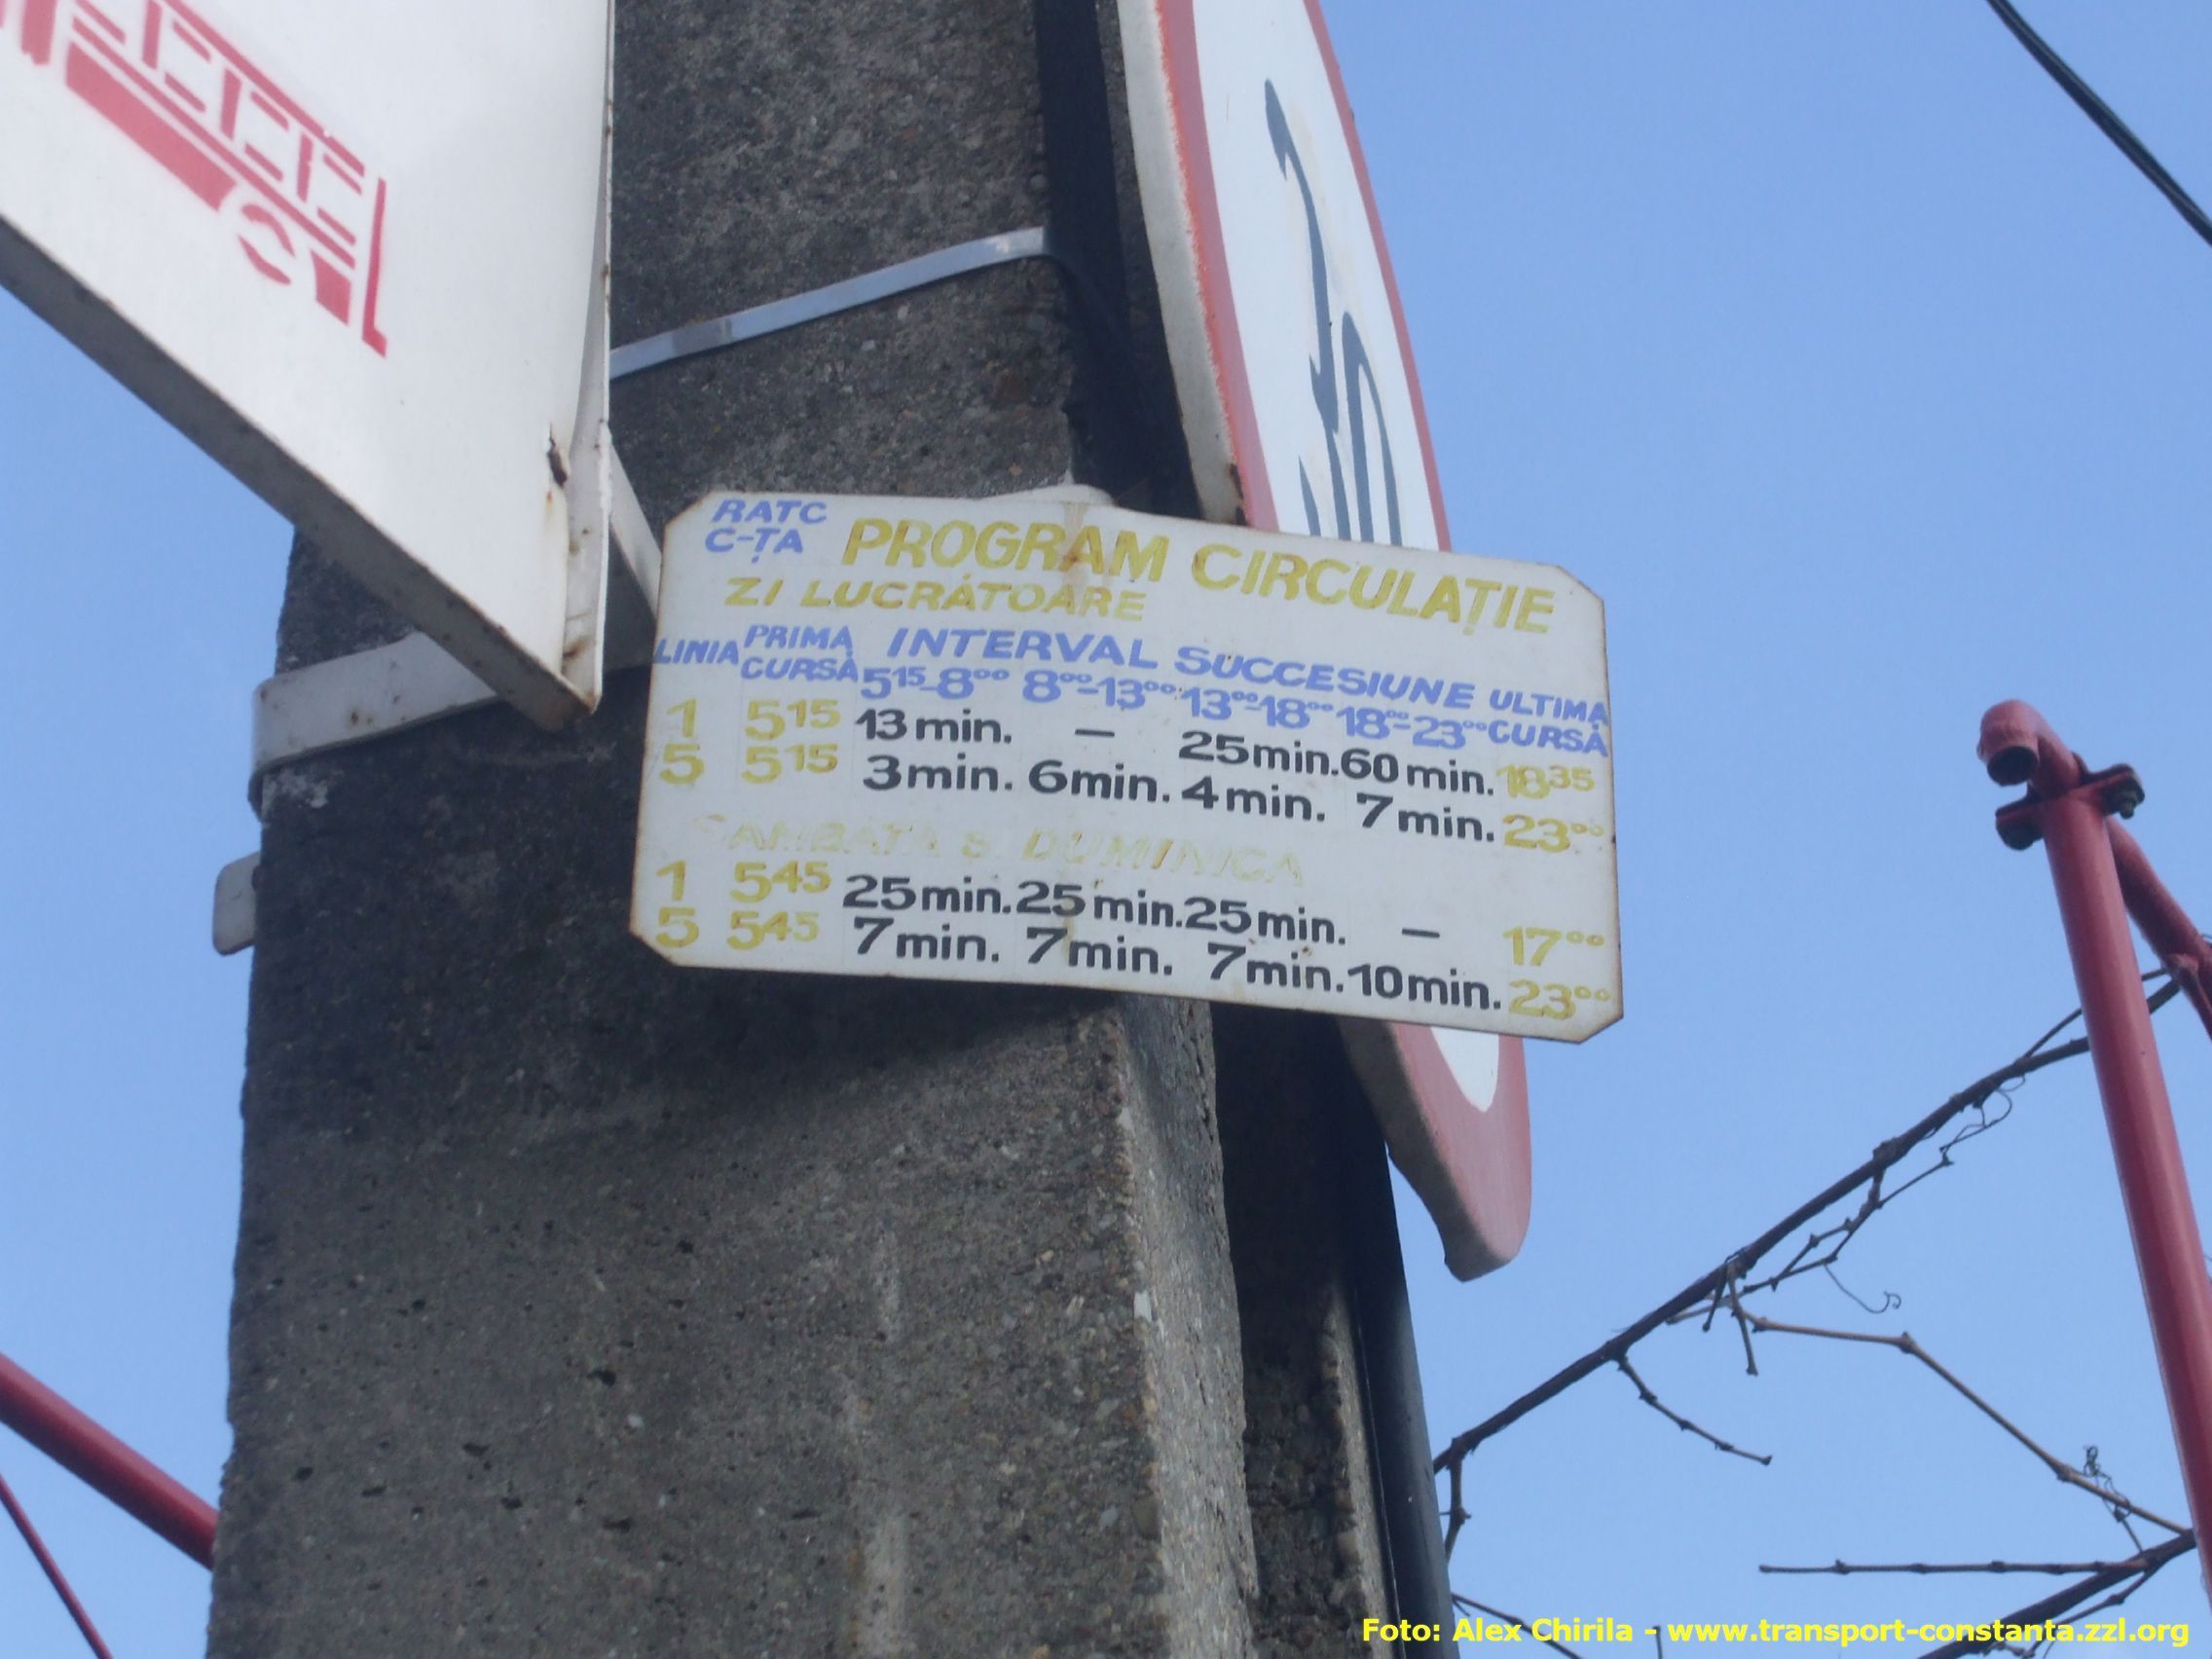 RATC
C-ȚA
PROGRAM CIRCULAȚIE
ZI LUCRĂTOARE
LINIA PRIMA CURSĂ INTERVAL SUCCESIUNE ULTIMA CURSĂ
5¹⁵-8⁰⁰ 8⁰⁰-13⁰⁰ 13⁰⁰-18⁰⁰ 18⁰⁰-23⁰⁰
1 5¹⁵ 13 min. — 25 min. 60 min. 18³⁵
5 5¹⁵ 3 min. 6 min. 4 min. 7 min. 23⁰⁰
SAMBATA SI DUMINICA
1 5⁴⁵ 25 min. 25 min. 25 min. — 17⁰⁰
5 5⁴⁵ 7 min. 7 min. 7 min. 10 min. 23⁰⁰
Foto: Alex Chirila - www.transport-constanta.zzl.org